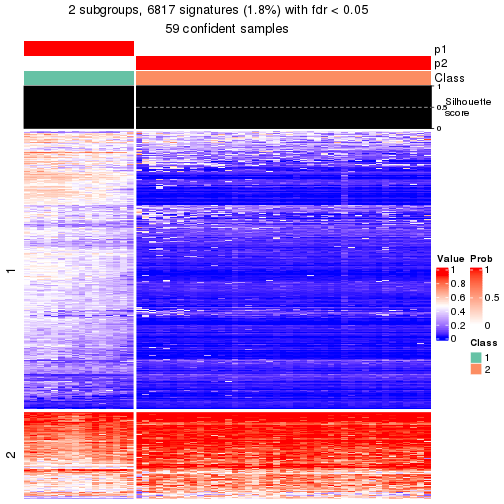 2 subgroups, 6817 signatures (1.8%) with fdr < 0.05
59 confident samples
p1
p2
Class
1
0.5
0
Silhouette
score
1
2
Value
1
0.8
0.6
0.4
0.2
0
Prob
1
0.5
0
Class
1
2